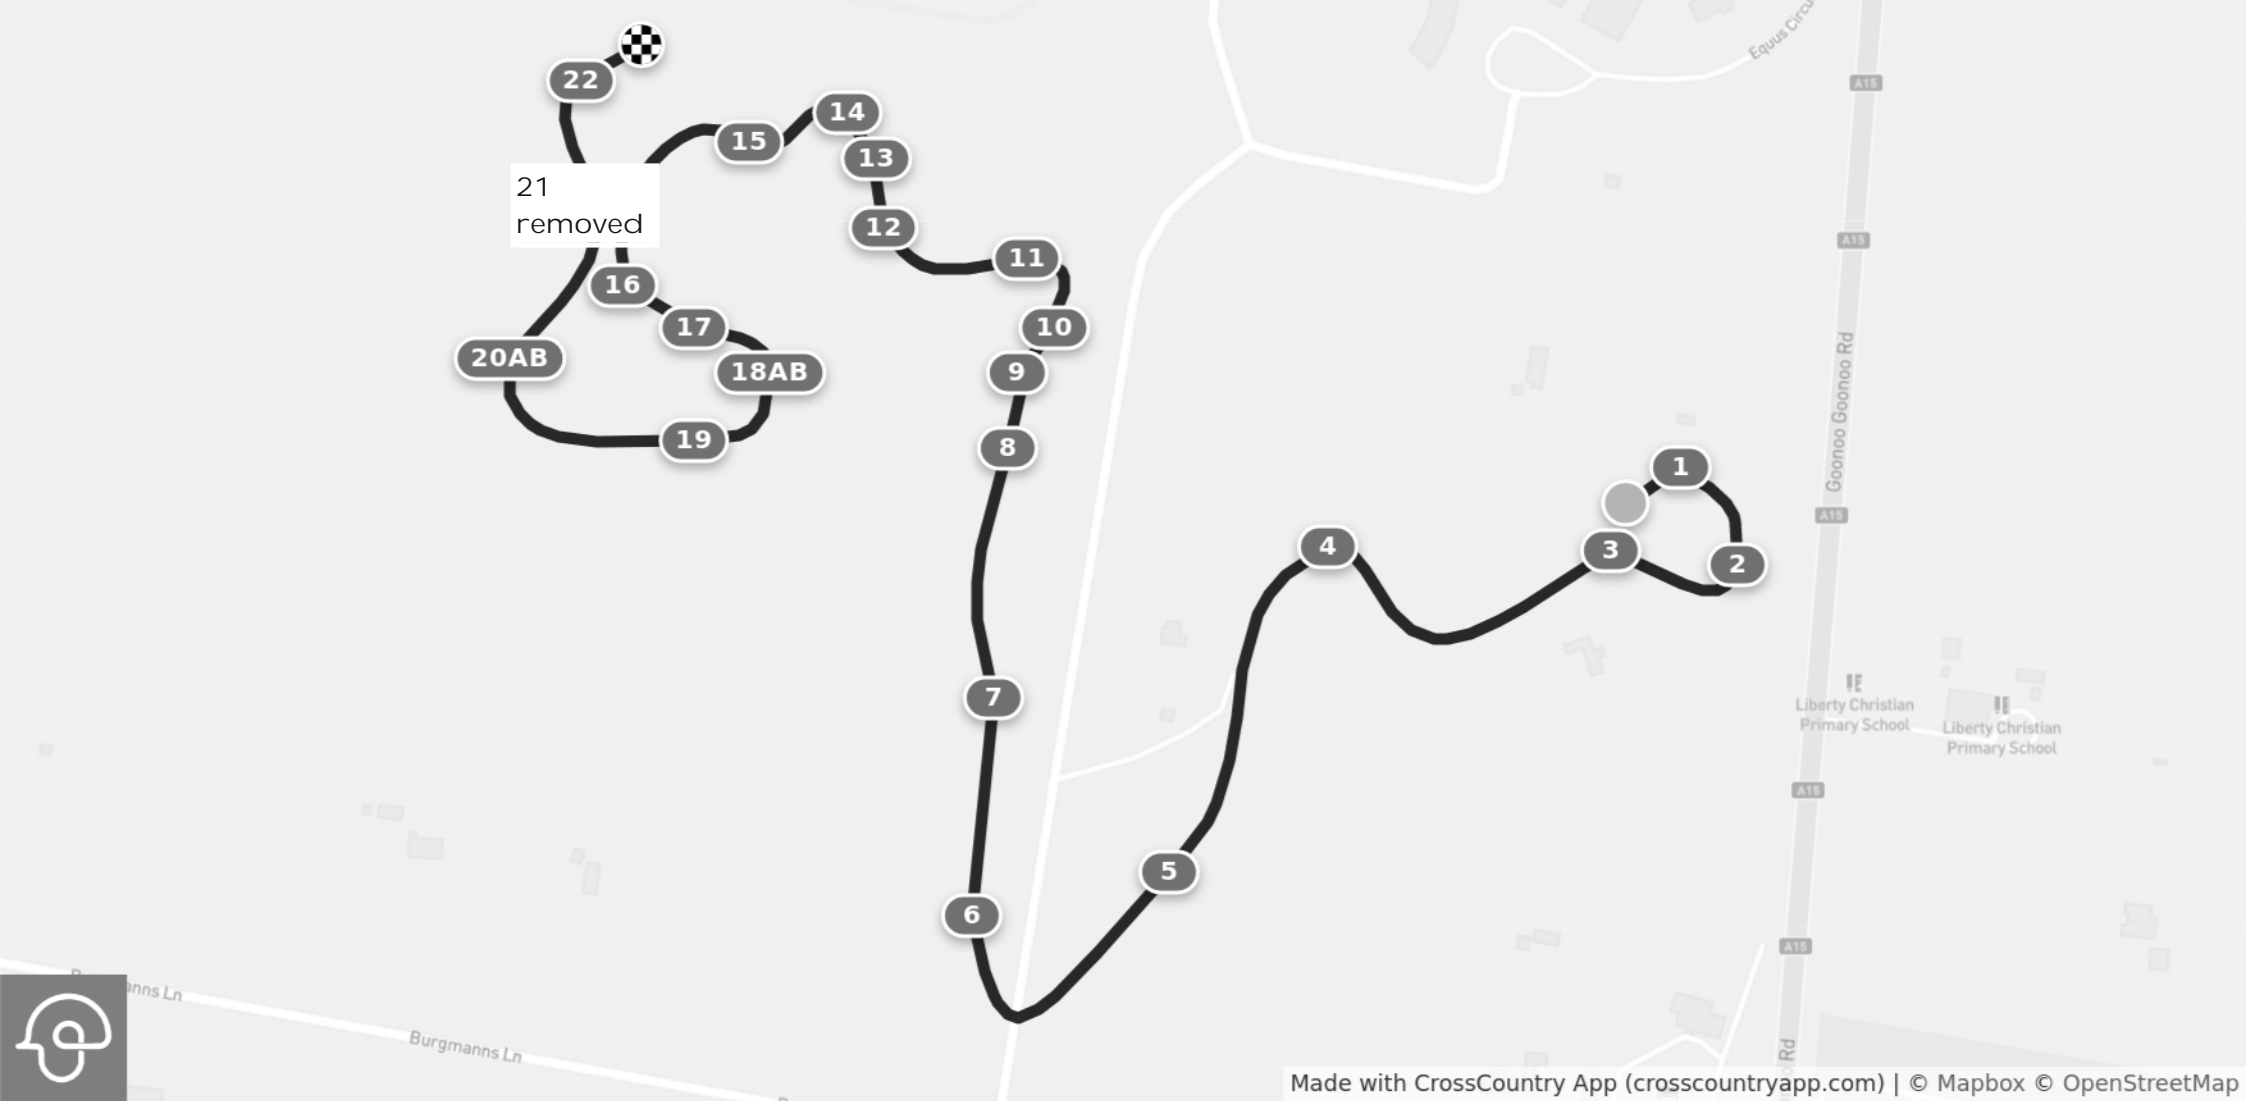 22
14
15
13
21
removed
12
11
16
17
10
20AB
18AB
9
19
8
1
4
3
2
7
5
6
Equus Circu
A15
A15
Goonoo Goonoo Rd
A15
Liberty Christian
Primary School
Liberty Christian
Primary School
A15
A15
Rd
anns Ln
Burgmanns Ln
Made with CrossCountry App (crosscountryapp.com) | © Mapbox © OpenStreetMap